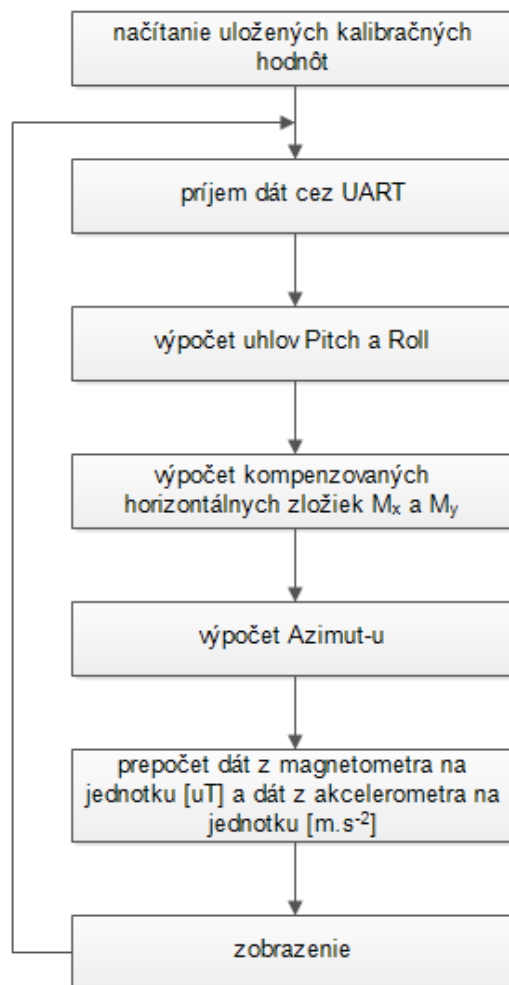 načítanie uložených kalibračných
hodnôt
príjem dát cez UART
výpočet uhlov Pitch a Roll
výpočet kompenzovaných
horizontálnych zložiek Mₓ a Mᵧ
výpočet Azimut-u
prepočet dát z magnetometra na
jednotku [uT] a dát z akcelerometra na
jednotku [m.s⁻²]
zobrazenie